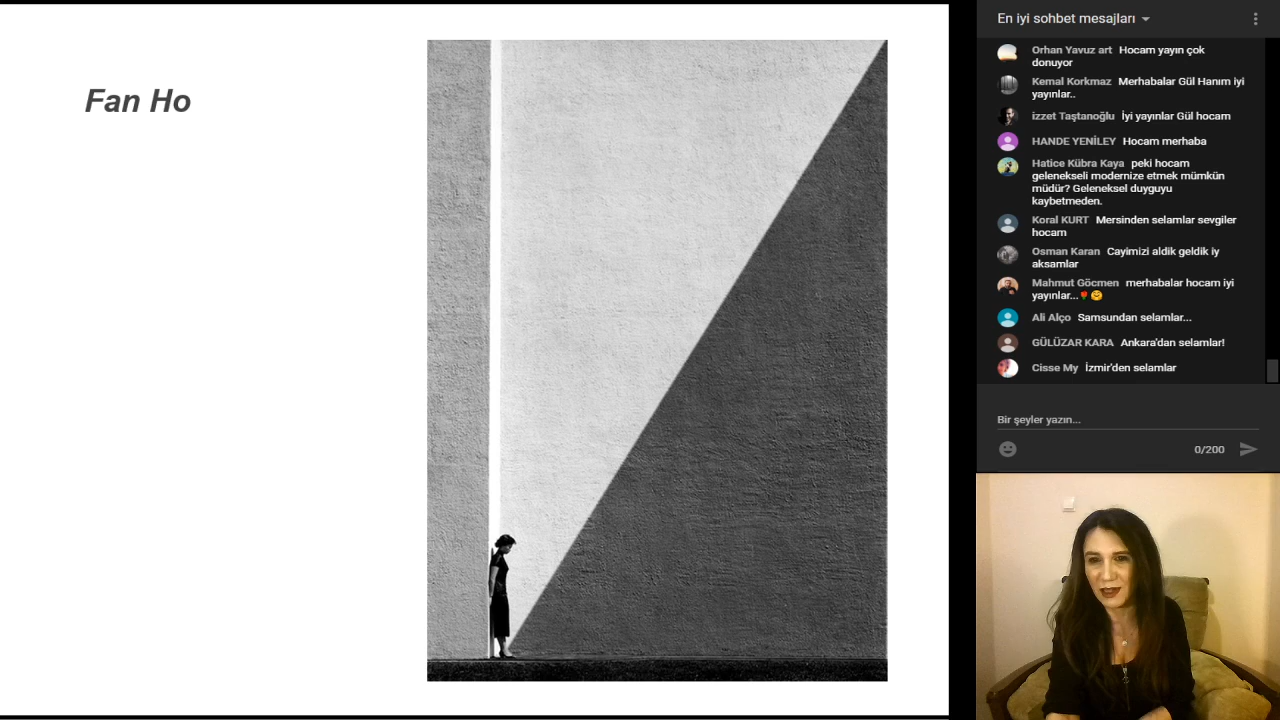 Fan Ho
En iyi sohbet mesajları
Orhan Yavuz art Hocam yayın çok
donuyor
Kemal Korkmaz Merhabalar Gül Hanım iyi
yayınlar..
izzet Taştanoğlu İyi yayınlar Gül hocam
HANDE YENİLEY Hocam merhaba
Hatice Kübra Kaya peki hocam
gelenekseli modernize etmek mümkün
müdür? Geleneksel duyguyu
kaybetmeden.
Koral KURT Mersinden selamlar sevgiler
hocam
Osman Karan Cayimizi aldik geldik iy
aksamlar
Mahmut Göcmen merhabalar hocam iyi
yayınlar...🌹🤗
Ali Alço Samsundan selamlar...
GÜLÜZAR KARA Ankara'dan selamlar!
Cisse My İzmir'den selamlar
Bir şeyler yazın...
0/200